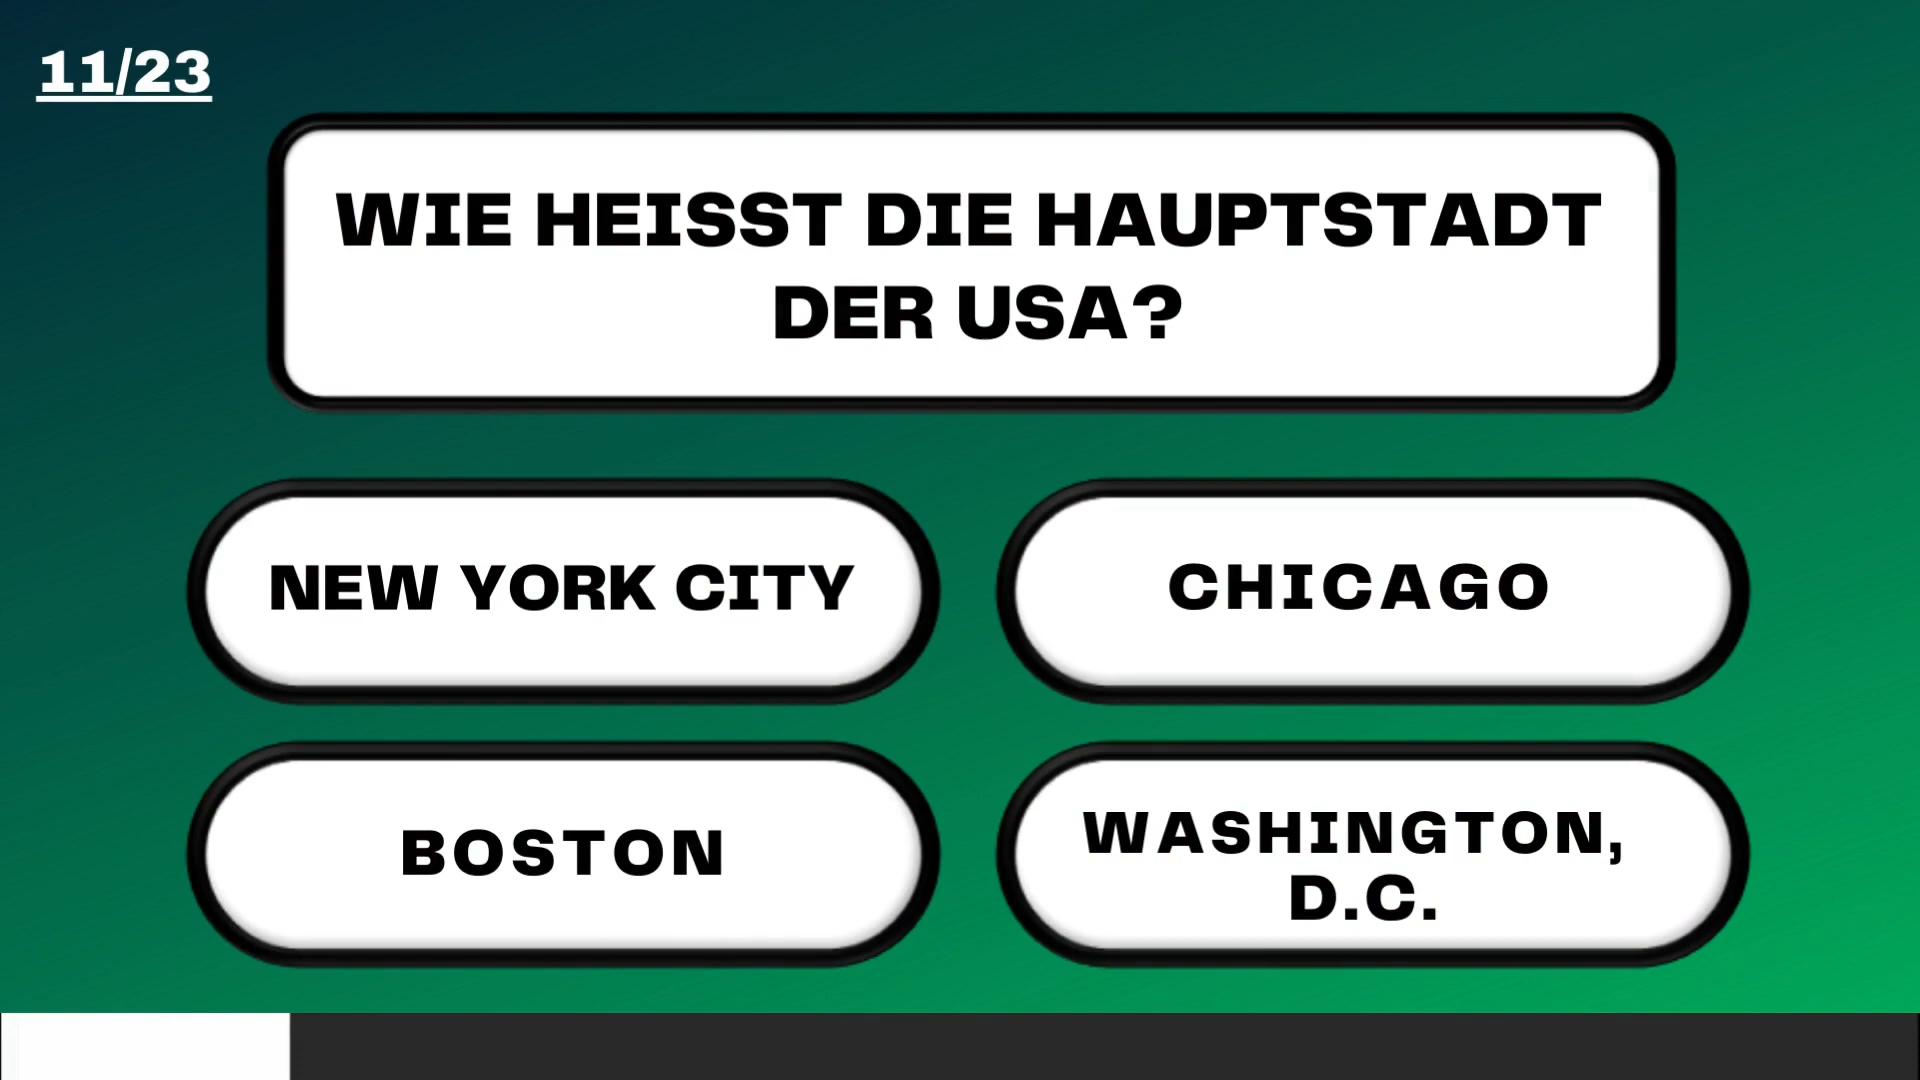 11/23
WIE HEISST DIE HAUPTSTADT
DER USA?
NEW YORK CITY
CHICAGO
BOSTON
WASHINGTON,
D.C.